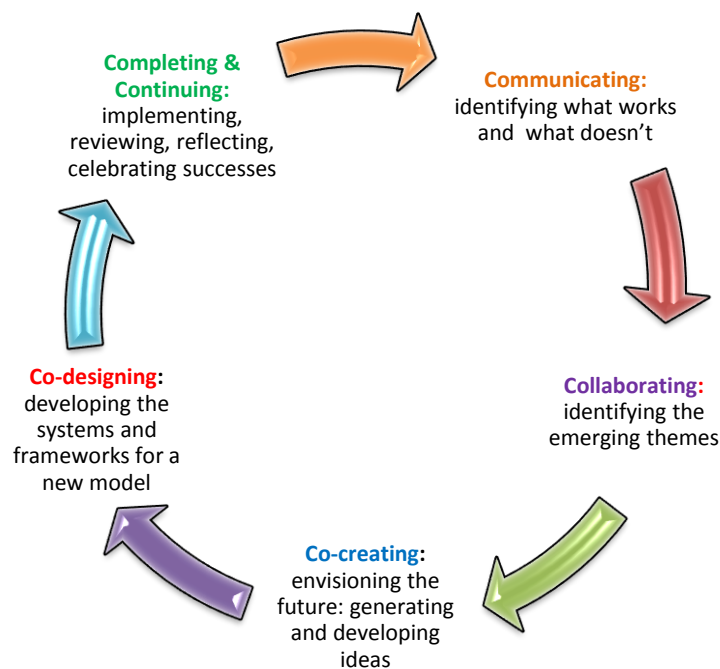 Completing &
Continuing:
implementing,
reviewing, reflecting,
celebrating successes
Communicating:
identifying what works
and  what doesn’t
Collaborating:
identifying the
emerging themes
Co-creating:
envisioning the
future: generating
and developing
ideas
Co-designing:
developing the
systems and
frameworks for a
new model